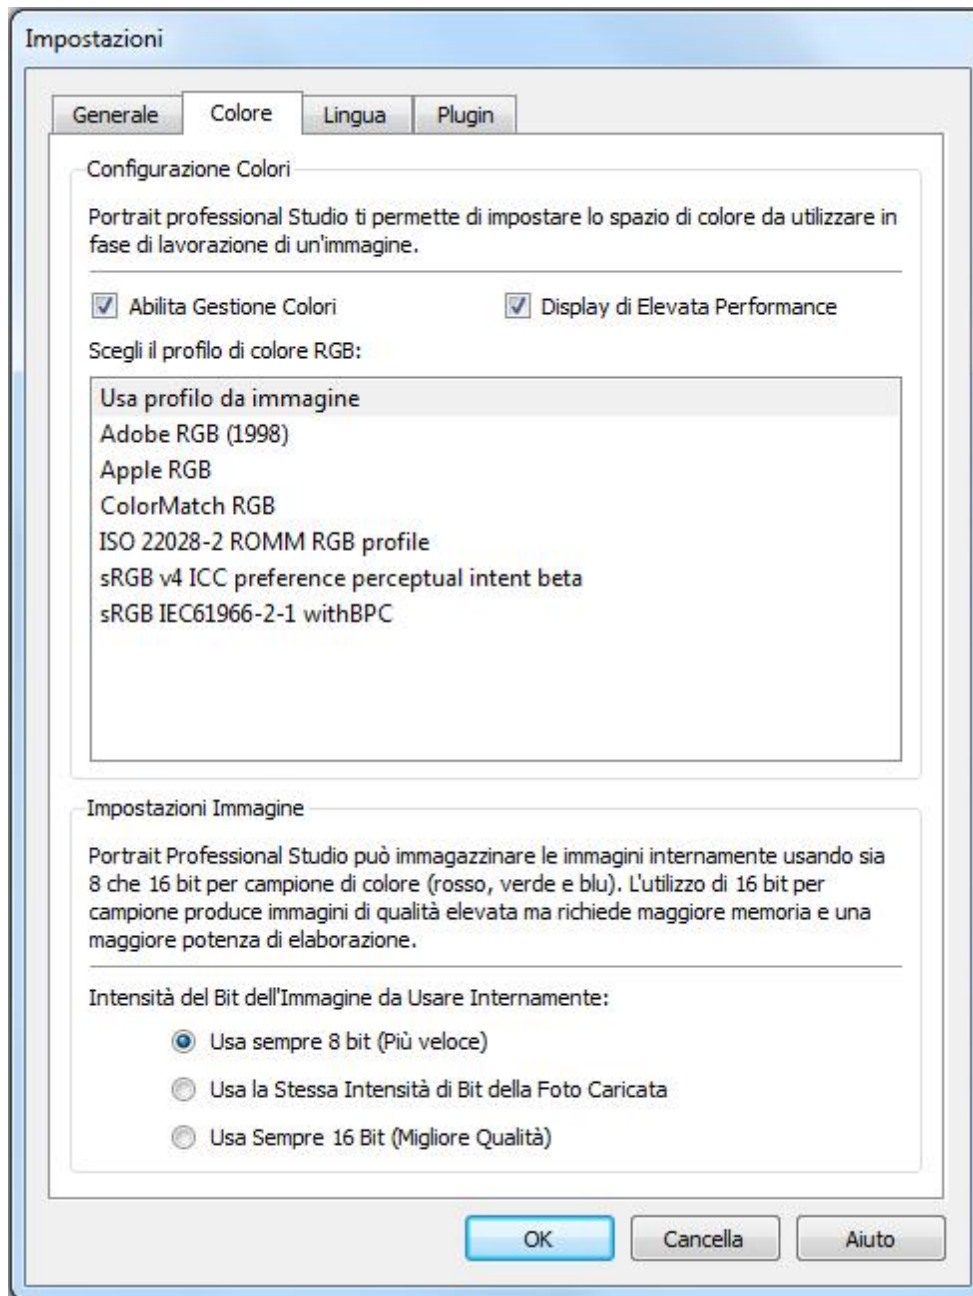 Impostazioni
Generale Colore Lingua Plugin
Configurazione Colori
Portrait professional Studio ti permette di impostare lo spazio di colore da utilizzare in
fase di lavorazione di un'immagine.
Abilita Gestione Colori Display di Elevata Performance
Scegli il profilo di colore RGB:
Usa profilo da immagine
Adobe RGB (1998)
Apple RGB
ColorMatch RGB
ISO 22028-2 ROMM RGB profile
sRGB v4 ICC preference perceptual intent beta
sRGB IEC61966-2-1 withBPC
Impostazioni Immagine
Portrait Professional Studio può immagazzinare le immagini internamente usando sia
8 che 16 bit per campione di colore (rosso, verde e blu). L'utilizzo di 16 bit per
campione produce immagini di qualità elevata ma richiede maggiore memoria e una
maggiore potenza di elaborazione.
Intensità del Bit dell'Immagine da Usare Internamente:
Usa sempre 8 bit (Più veloce)
Usa la Stessa Intensità di Bit della Foto Caricata
Usa Sempre 16 Bit (Migliore Qualità)
OK Cancella Aiuto